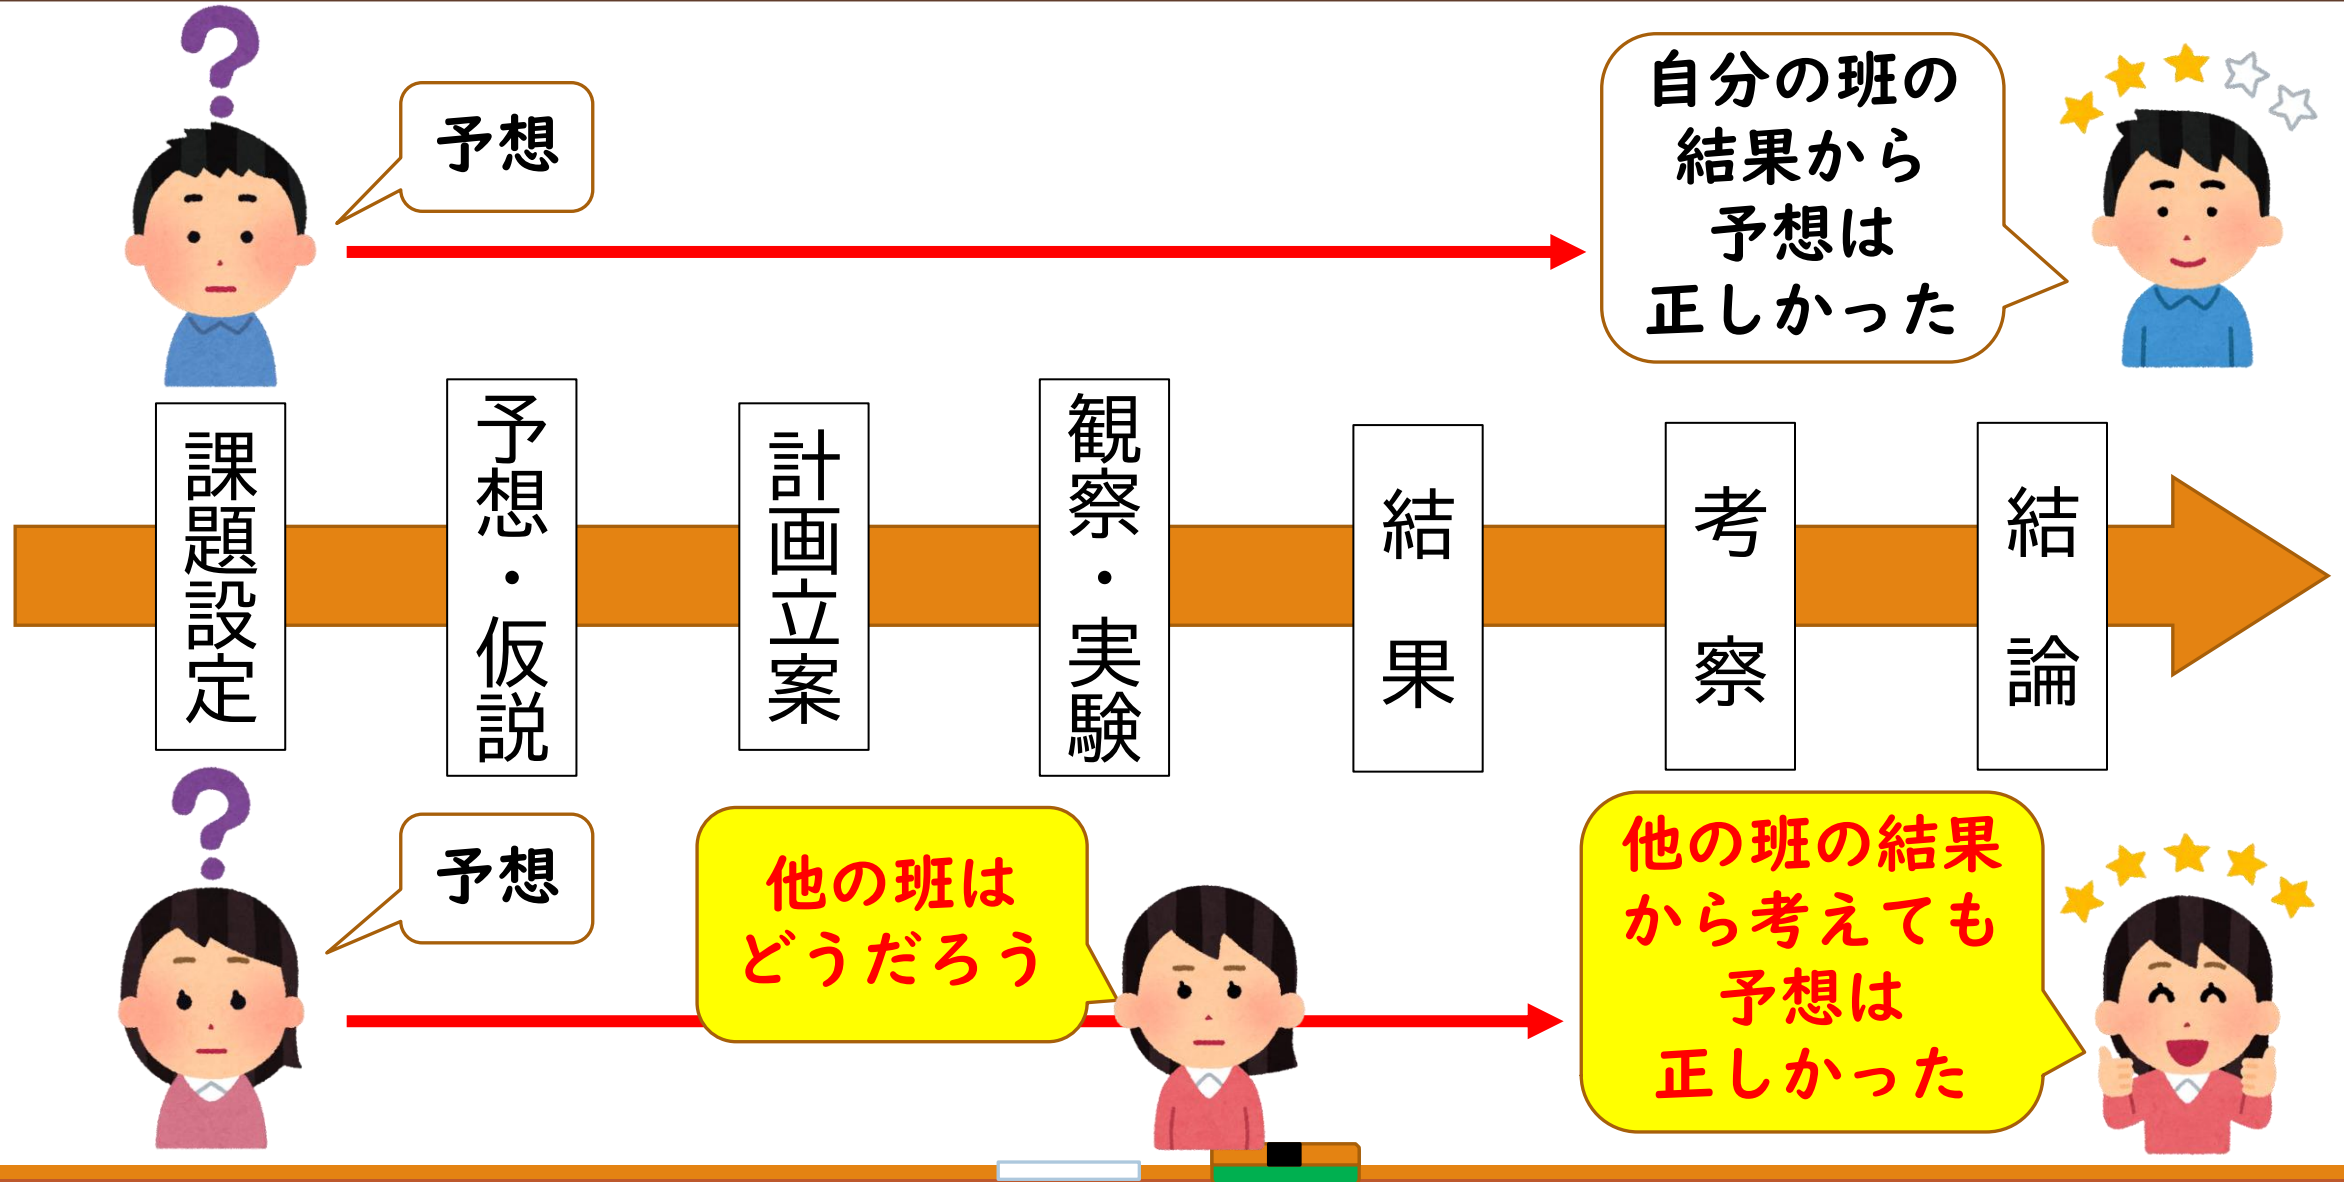 ?
予想
自分の班の
結果から
予想は
正しかった
課題設定
予想・仮説
計画立案
観察・実験
結果
考察
結論
?
予想
他の班は
どうだろう
他の班の結果
から考えても
予想は
正しかった